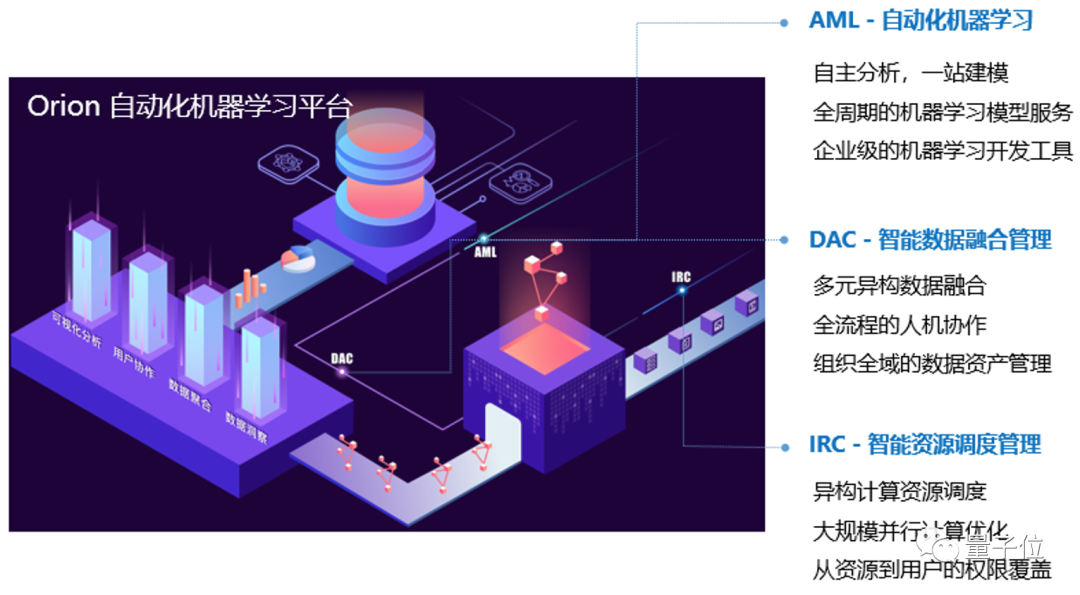 Orion 自动化机器学习平台
可视化分析
用户协作
数据聚合
数据洞察
AML
DAC
IRC
AML - 自动化机器学习
自主分析，一站建模
全周期的机器学习模型服务
企业级的机器学习开发工具
DAC - 智能数据融合管理
多元异构数据融合
全流程的人机协作
组织全域的数据资产管理
IRC - 智能资源调度管理
异构计算资源调度
大规模并行计算优化
从资源到用户的权限覆盖
量子位